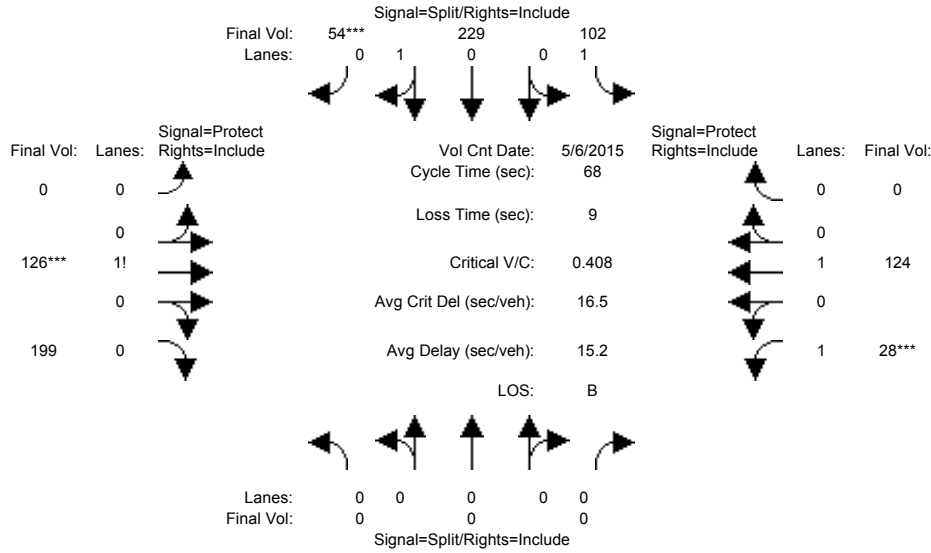 Signal=Split/Rights=Include
Final Vol: 54*** 229 102
Lanes: 0 1 0 0 1
Signal=Protect Signal=Protect
Final Vol: Lanes: Rights=Include Vol Cnt Date: 5/6/2015 Rights=Include Lanes: Final Vol:
Cycle Time (sec): 68
0 0 0 0
Loss Time (sec): 9
0 0
126*** 1! Critical V/C: 0.408 1 124
0 Avg Crit Del (sec/veh): 16.5 0
199 0 Avg Delay (sec/veh): 15.2 1 28***
LOS: B
Lanes: 0 0 0 0 0
Final Vol: 0 0 0
Signal=Split/Rights=Include